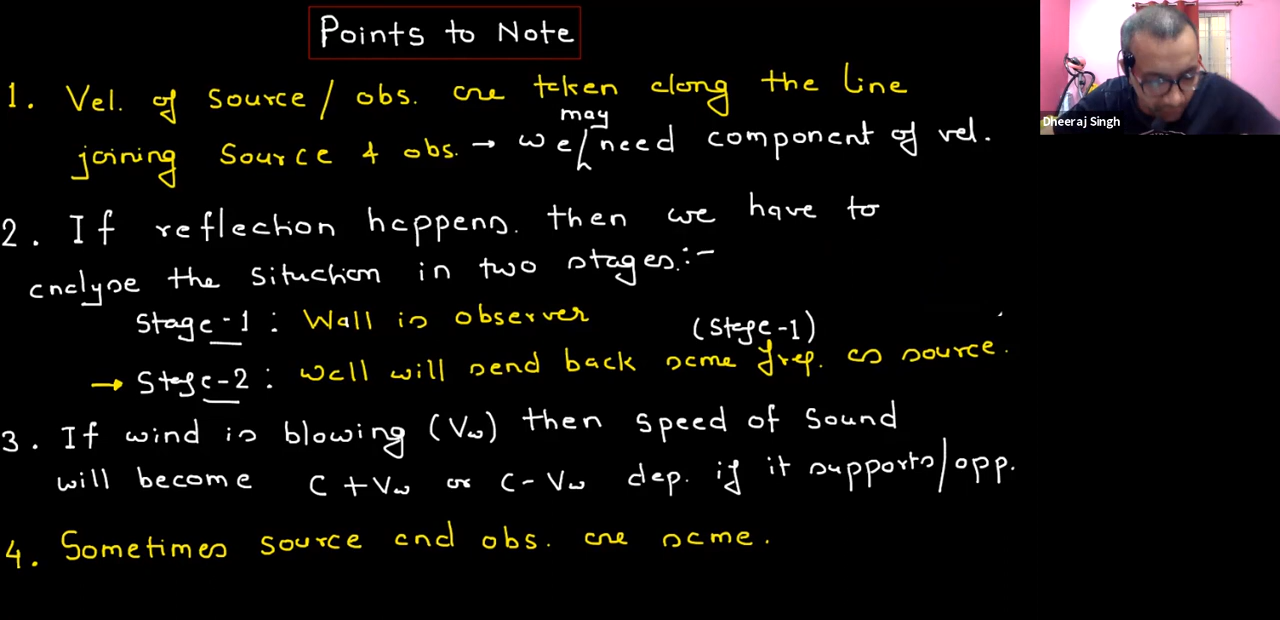 Points to Note
Dheeraj Singh
1. Vel. of source / obs. are taken along the line
may
joining Source & obs. → we need component of vel.
2. If reflection happens. then we have to
analyse the situation in two stages:-
Stage-1: Wall is observer
(Stage-1)
→ Stage-2: Wall will send back same freq. as source.
3. If wind is blowing (Vω) then speed of sound
will become C + Vω or C - Vω dep. if it supports/opp.
4. Sometimes source and obs. are same.